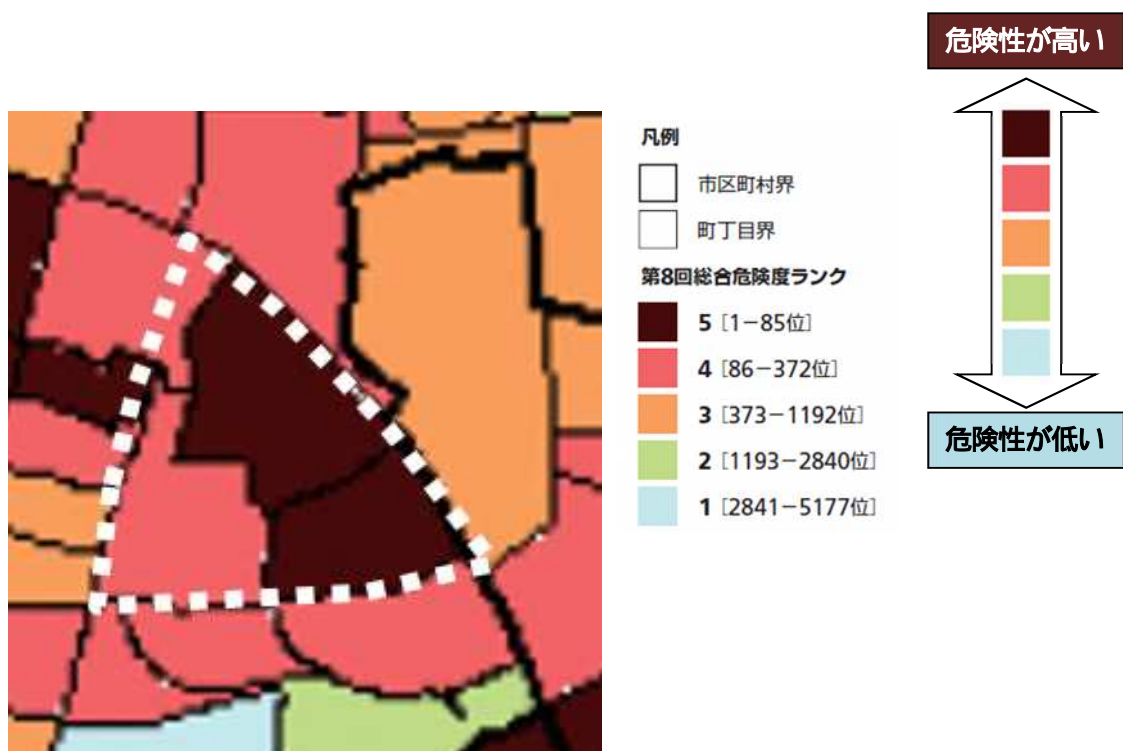 危険性が高い
凡例
市区町村界
町丁目界
第8回総合危険度ランク
5［1－85位］
4［86－372位］
3［373－1192位］
2［1193－2840位］
1［2841－5177位］
危険性が低い